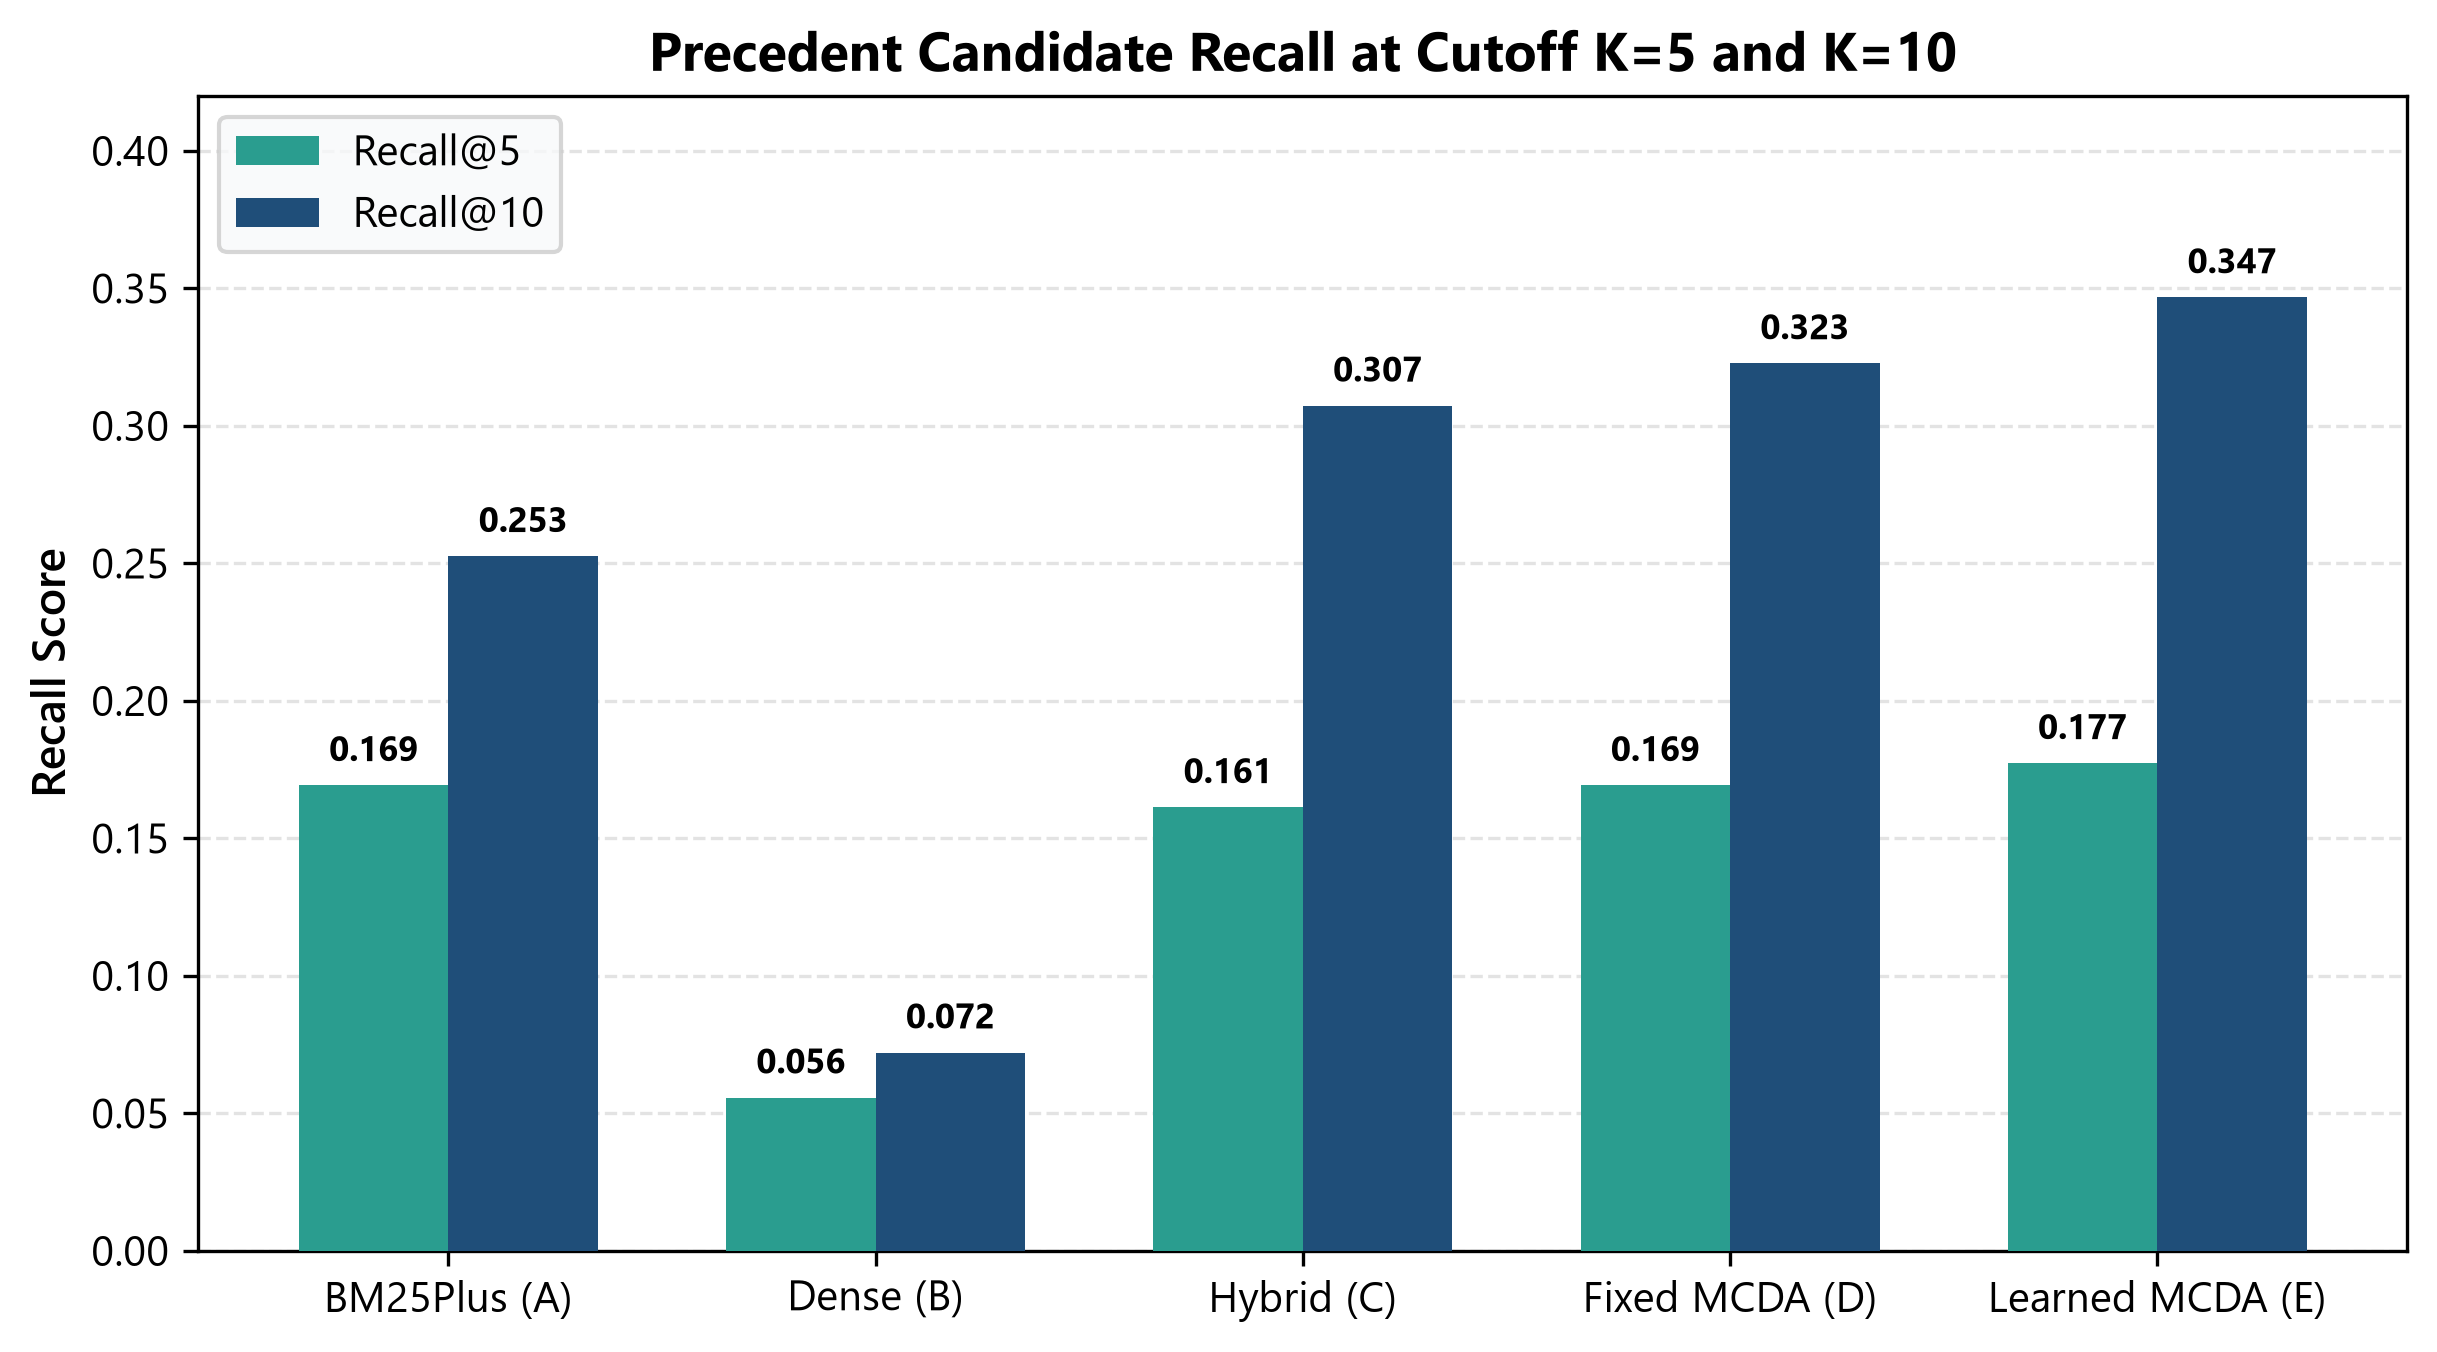 Precedent Candidate Recall at Cutoff K=5 and K=10
Recall@5
Recall@10
Recall Score
0.40
0.35
0.30
0.25
0.20
0.15
0.10
0.05
0.00
0.169
0.253
0.056
0.072
0.161
0.307
0.169
0.323
0.177
0.347
BM25Plus (A)
Dense (B)
Hybrid (C)
Fixed MCDA (D)
Learned MCDA (E)